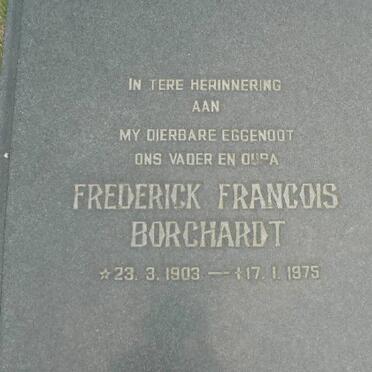 IN TERE HERINNERING
AAN
MY DIERBARE EGGENOOT
ONS VADER EN OUPA
FREDERICK FRANCOIS
BORCHARDT
☆ 23. 3. 1903 — ✝ 17. 1. 1975